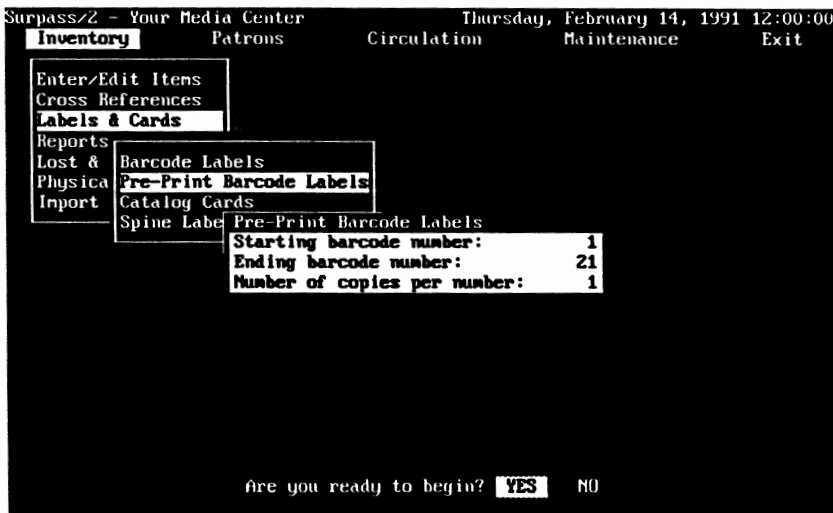 Surpass/2 - Your Media Center Thursday, February 14, 1991 12:00:00
Inventory Patrons Circulation Maintenance Exit
Enter/Edit Items
Cross References
Labels & Cards
Reports
Lost & Barcode Labels
Physica Pre-Print Barcode Labels
Import Catalog Cards
Spine Labe Pre-Print Barcode Labels
Starting barcode number: 1
Ending barcode number: 21
Number of copies per number: 1
Are you ready to begin? YES NO